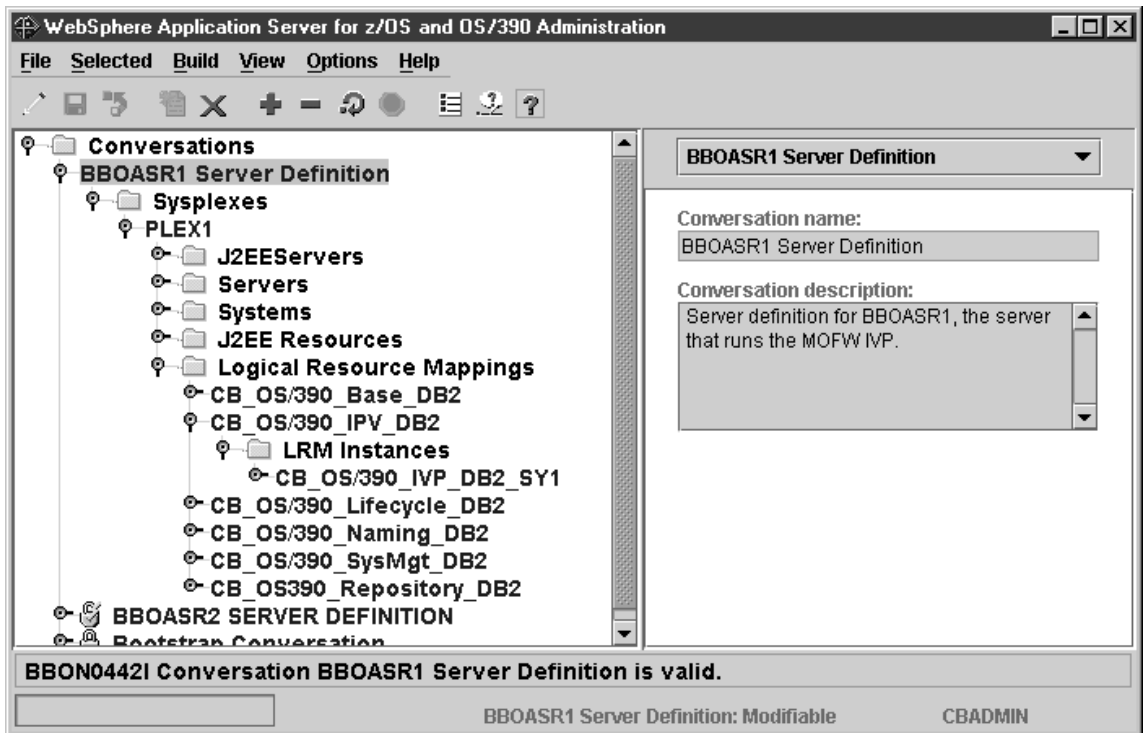 WebSphere Application Server for z/OS and OS/390 Administration
File Selected Build View Options Help
Conversations
BBOASR1 Server Definition
Sysplexes
PLEX1
J2EEServers
Servers
Systems
J2EE Resources
Logical Resource Mappings
CB_OS/390_Base_DB2
CB_OS/390_IPV_DB2
LRM Instances
CB_OS/390_IVP_DB2_SY1
CB_OS/390_Lifecycle_DB2
CB_OS/390_Naming_DB2
CB_OS/390_SysMgt_DB2
CB_OS390_Repository_DB2
BBOASR2 SERVER DEFINITION
Bootstrap Conversation
BBOASR1 Server Definition
Conversation name:
BBOASR1 Server Definition
Conversation description:
Server definition for BBOASR1, the server
that runs the MOFW IVP.
BBON0442I Conversation BBOASR1 Server Definition is valid.
BBOASR1 Server Definition: Modifiable CBADMIN